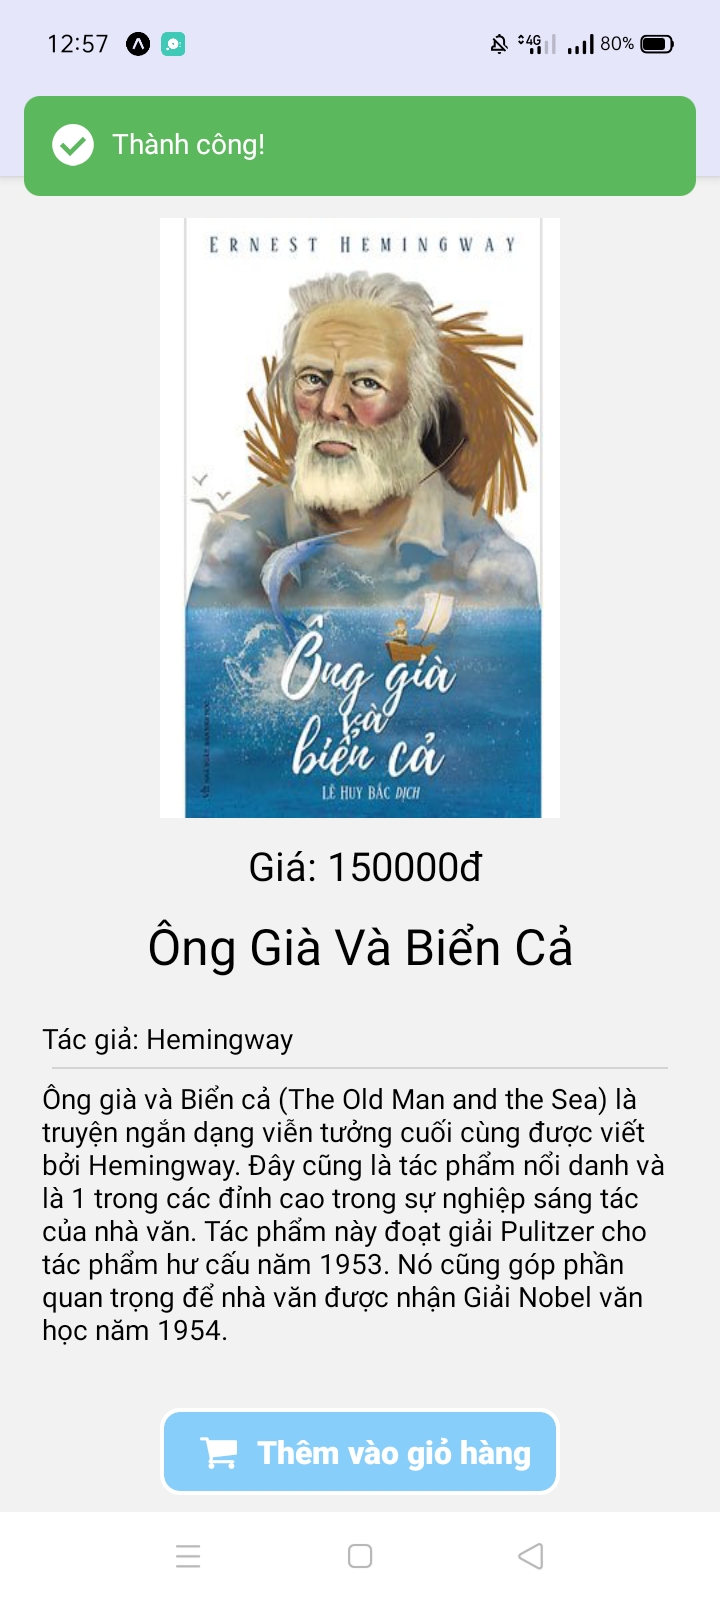 12:57
4G
80%
Thành công!
ERNEST HEMINGWAY
Ông già
và
biển cả
LÊ HUY BẮC DỊCH
Giá: 150000đ
Ông Già Và Biển Cả
Tác giả: Hemingway
Ông già và Biển cả (The Old Man and the Sea) là
truyện ngắn dạng viễn tưởng cuối cùng được viết
bởi Hemingway. Đây cũng là tác phẩm nổi danh và
là 1 trong các đỉnh cao trong sự nghiệp sáng tác
của nhà văn. Tác phẩm này đoạt giải Pulitzer cho
tác phẩm hư cấu năm 1953. Nó cũng góp phần
quan trọng để nhà văn được nhận Giải Nobel văn
học năm 1954.
Thêm vào giỏ hàng